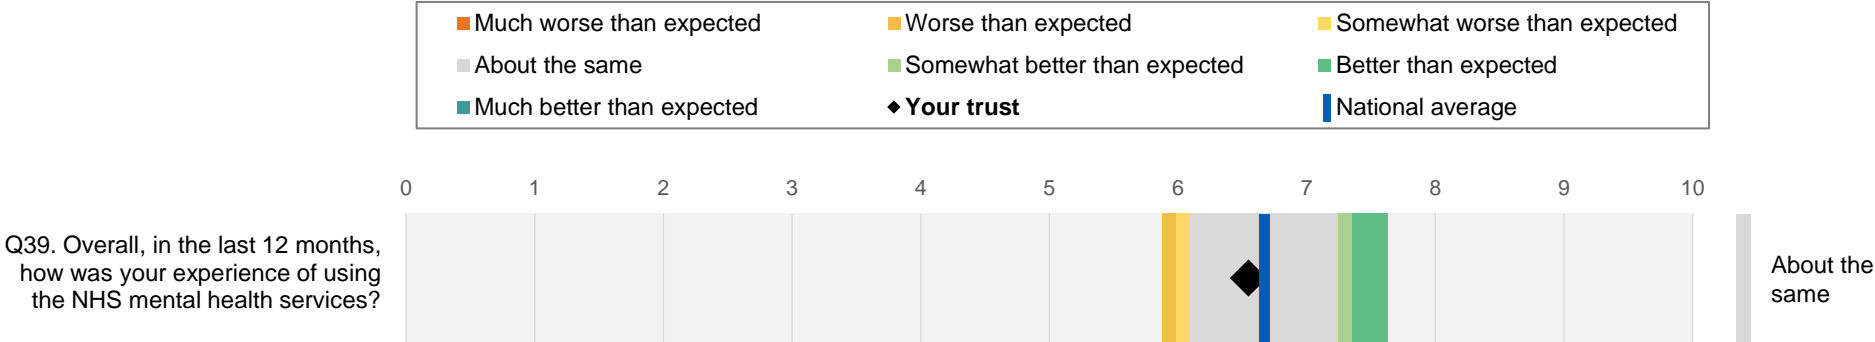 Much worse than expected
Worse than expected
Somewhat worse than expected
About the same
Somewhat better than expected
Better than expected
Much better than expected
Your trust
National average
0 1 2 3 4 5 6 7 8 9 10
Q39. Overall, in the last 12 months,
how was your experience of using
the NHS mental health services?
About the
same